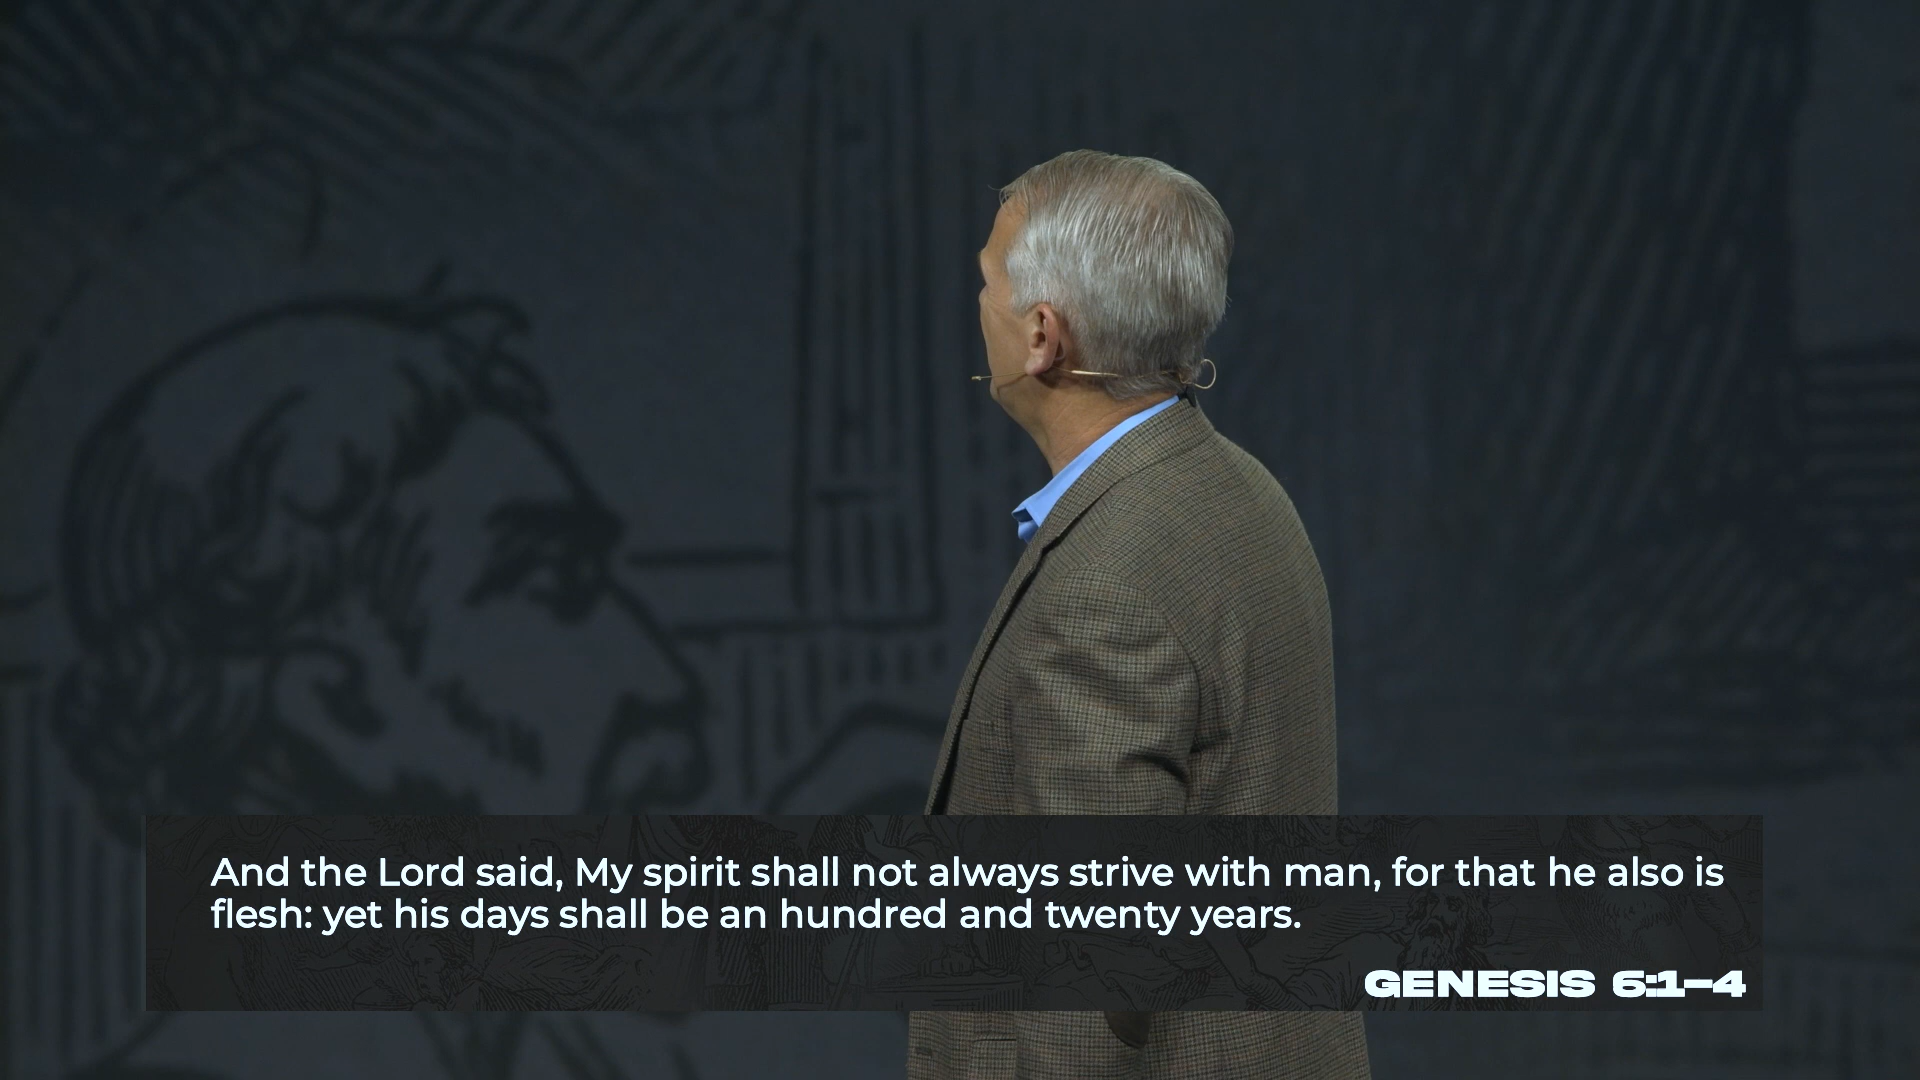 And the Lord said, My spirit shall not always strive with man, for that he also is
flesh: yet his days shall be an hundred and twenty years.
GENESIS 6:1–4